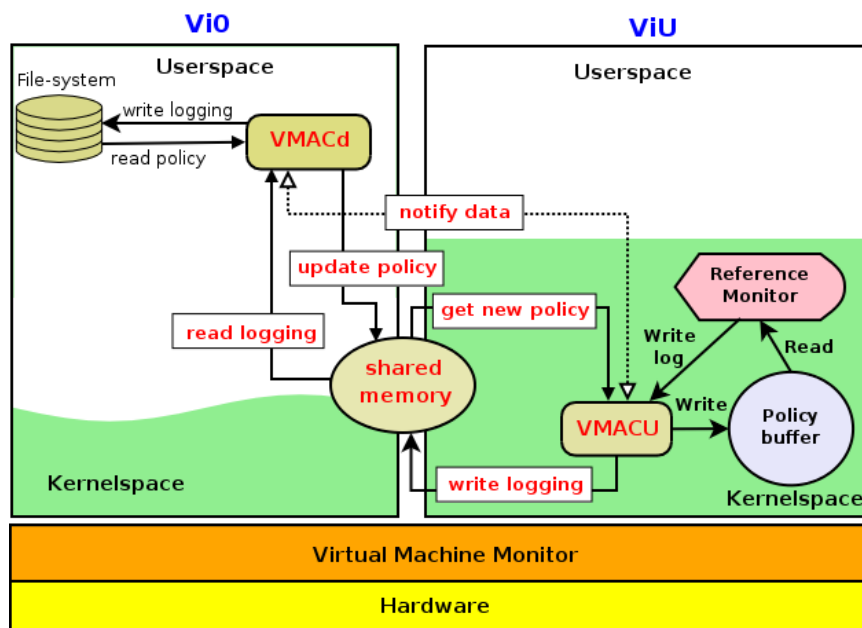 Vi0
ViU
Userspace
Userspace
File-system
write logging
VMACd
read policy
notify data
update policy
Reference
Monitor
get new policy
read logging
Write
log
Read
shared
memory
VMACU
Write
Policy
buffer
Kernelspace
write logging
Kernelspace
Virtual Machine Monitor
Hardware